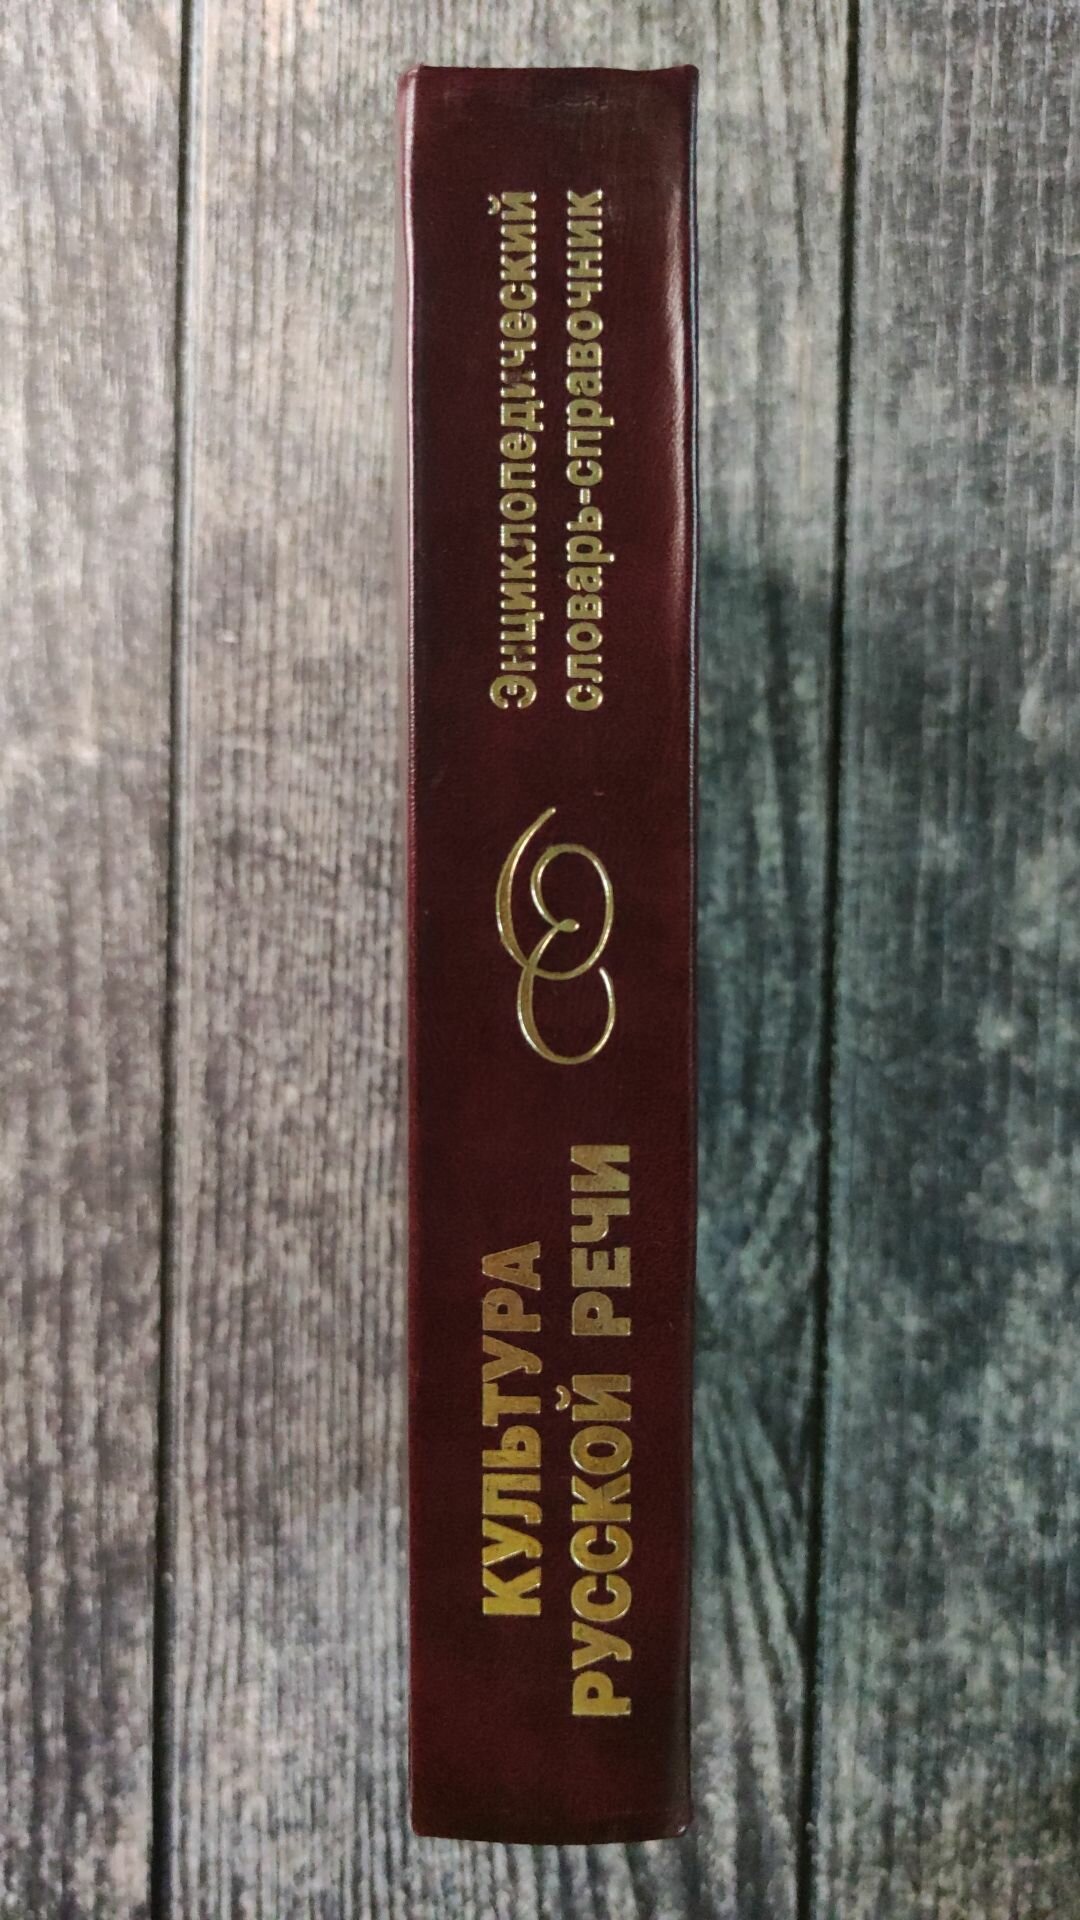 КУЛЬТУРА
РУССКОЙ РЕЧИ
Энциклопедический
словарь-справочник